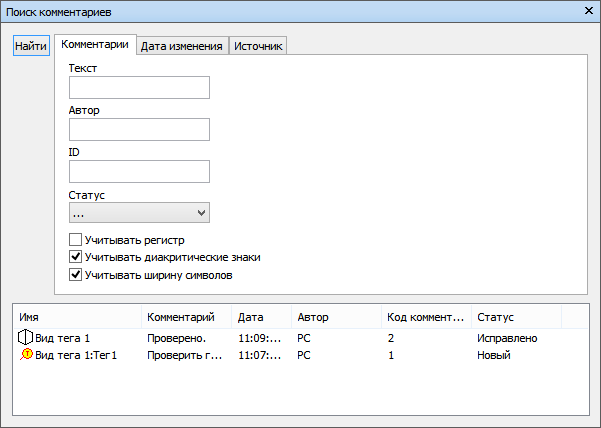 Поиск комментариев
Найти Комментарии Дата изменения Источник
Текст
Автор
ID
Статус
...
Учитывать регистр
Учитывать диакритические знаки
Учитывать ширину символов
Имя Комментарий Дата Автор Код коммент... Статус
Вид тега 1 Проверено. 11:09:... PC 2 Исправлено
T Вид тега 1:Тег1 Проверить г... 11:07:... PC 1 Новый